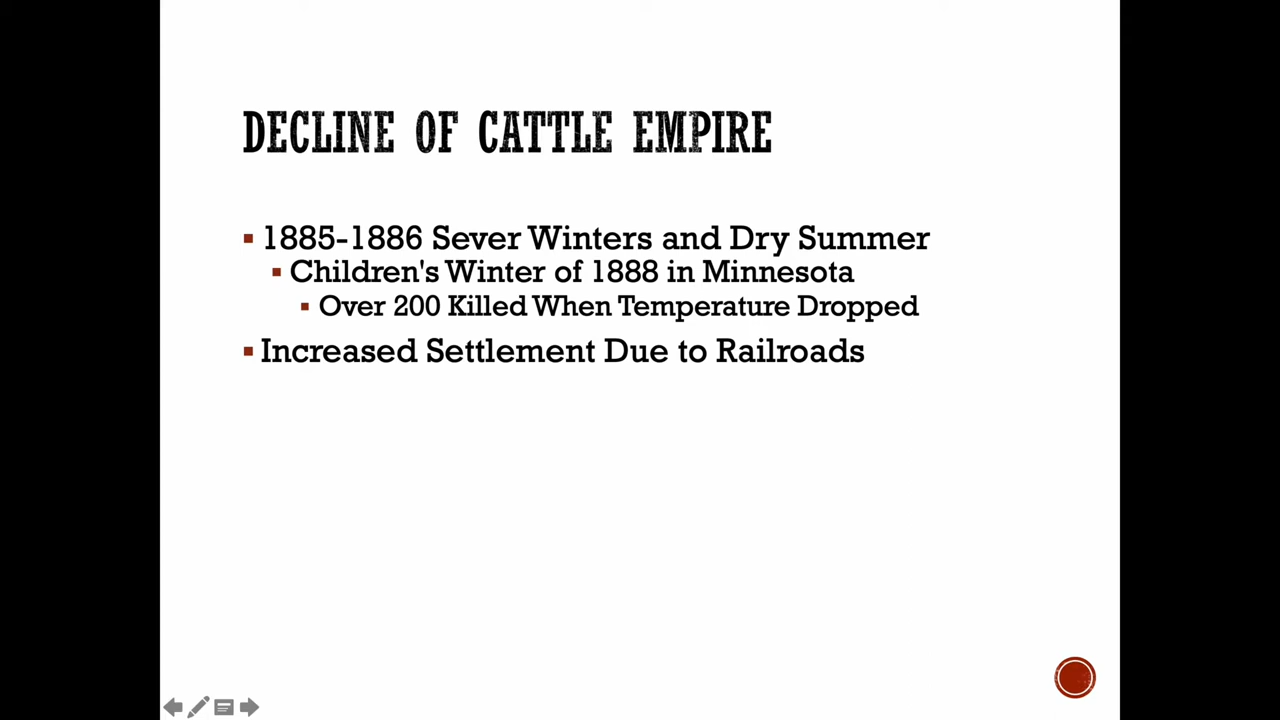 DECLINE OF CATTLE EMPIRE
1885-1886 Sever Winters and Dry Summer
Children's Winter of 1888 in Minnesota
Over 200 Killed When Temperature Dropped
Increased Settlement Due to Railroads